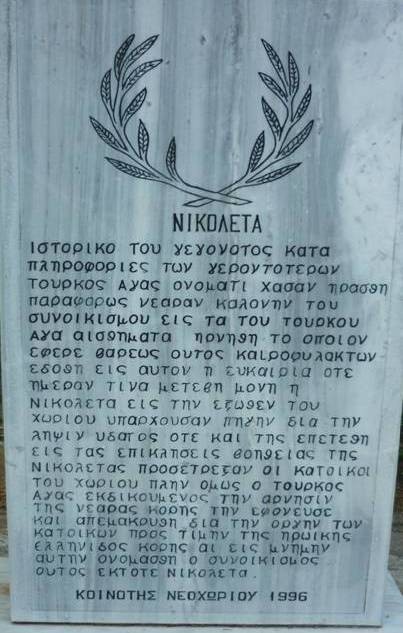 ΝΙΚΟΛΕΤΑ
ΙΣΤΟΡΙΚΟ ΤΟΥ ΓΕΓΟΝΟΤΟΣ ΚΑΤΑ
ΠΛΗΡΟΦΟΡΙΕΣ ΤΩΝ ΓΕΡΟΝΤΟΤΕΡΩΝ
ΤΟΥΡΚΟΣ ΑΓΑΣ ΟΝΟΜΑΤΙ ΧΑΣΑΝ ΗΡΑΣΘΗ
ΠΑΡΑΦΟΡΩΣ ΝΕΑΡΑΝ ΚΑΛΟΝΗΝ ΤΟΥ
ΣΥΝΟΙΚΙΣΜΟΥ ΕΙΣ ΤΑ ΤΟΥ ΤΟΥΡΚΟΥ
ΑΓΑ ΑΙΣΘΗΜΑΤΑ ΗΡΝΗΘΗ ΤΟ ΟΠΟΙΟΝ
ΕΦΕΡΕ ΒΑΡΕΩΣ ΟΥΤΟΣ ΚΑΙΡΟΦΥΛΑΚΤΩΝ
ΕΔΟΘΗ ΕΙΣ ΑΥΤΟΝ Η ΕΥΚΑΙΡΙΑ ΟΤΕ
ΗΜΕΡΑΝ ΤΙΝΑ ΜΕΤΕΒΗ ΜΟΝΗ Η
ΝΙΚΟΛΕΤΑ ΕΙΣ ΤΗΝ ΕΞΩΘΕΝ ΤΟΥ
ΧΩΡΙΟΥ ΥΠΑΡΧΟΥΣΑΝ ΠΗΓΗΝ ΔΙΑ ΤΗΝ
ΛΗΨΙΝ ΥΔΑΤΟΣ ΟΤΕ ΚΑΙ ΤΗΣ ΕΠΕΤΕΘΗ
ΕΙΣ ΤΑΣ ΕΠΙΚΛΗΣΕΙΣ ΒΟΗΘΕΙΑΣ ΤΗΣ
ΝΙΚΟΛΕΤΑΣ ΠΡΟΣΕΤΡΕΞΑΝ ΟΙ ΚΑΤΟΙΚΟΙ
ΤΟΥ ΧΩΡΙΟΥ ΠΛΗΝ ΟΜΩΣ Ο ΤΟΥΡΚΟΣ
ΑΓΑΣ ΕΚΔΙΚΟΥΜΕΝΟΣ ΤΗΝ ΑΡΝΗΣΙΝ
ΤΗΣ ΝΕΑΡΑΣ ΚΟΡΗΣ ΤΗΝ ΕΦΟΝΕΥΣΕ
ΚΑΙ ΑΠΕΜΑΚΡΥΘΗ ΔΙΑ ΤΗΝ ΟΡΓΗΝ ΤΩΝ
ΚΑΤΟΙΚΩΝ ΠΡΟΣ ΤΙΜΗΝ ΤΗΣ ΗΡΩΙΚΗΣ
ΕΛΛΗΝΙΔΟΣ ΚΟΡΗΣ ΑΙ ΕΙΣ ΜΝΗΜΗΝ
ΑΥΤΗΝ ΟΝΟΜΑΣΘΗ Ο ΣΥΝΟΙΚΙΣΜΟΣ
ΟΥΤΟΣ ΕΚΤΟΤΕ ΝΙΚΟΛΕΤΑ.
ΚΟΙΝΟΤΗΣ ΝΕΟΧΩΡΙΟΥ 1996